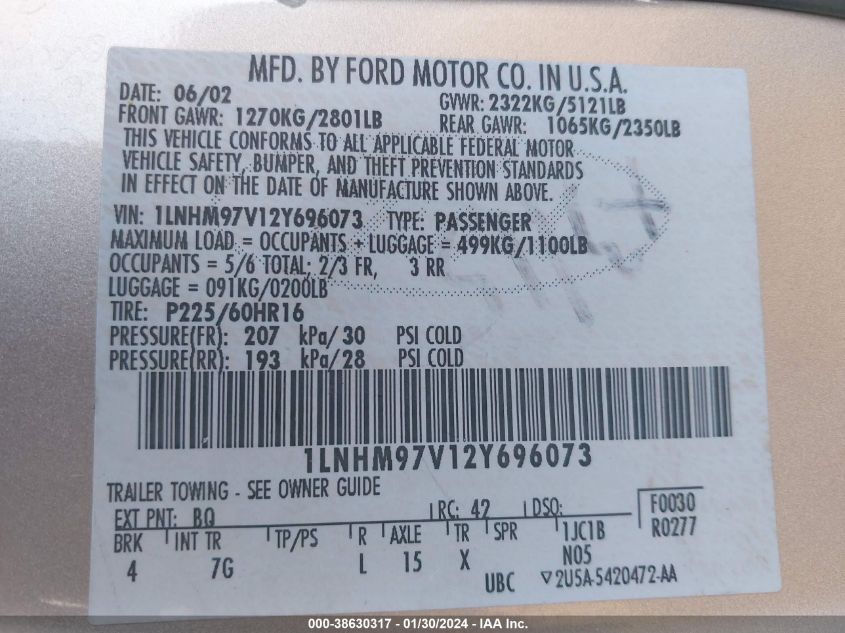 MFD. BY FORD MOTOR CO. IN U.S.A.
DATE: 06/02 GVWR: 2322KG/5121LB
FRONT GAWR: 1270KG/2801LB REAR GAWR: 1065KG/2350LB
THIS VEHICLE CONFORMS TO ALL APPLICABLE FEDERAL MOTOR
VEHICLE SAFETY, BUMPER, AND THEFT PREVENTION STANDARDS
IN EFFECT ON THE DATE OF MANUFACTURE SHOWN ABOVE.
VIN: 1LNHM97V12Y696073 TYPE: PASSENGER
MAXIMUM LOAD = OCCUPANTS + LUGGAGE = 499KG/1100LB
OCCUPANTS = 5/6 TOTAL; 2/3 FR, 3 RR
LUGGAGE = 091KG/0200LB
TIRE: P225/60HR16
PRESSURE(FR): 207 kPa/30 PSI COLD
PRESSURE(RR): 193 kPa/28 PSI COLD
1LNHM97V12Y696073
TRAILER TOWING - SEE OWNER GUIDE
EXT PNT: BQ RC: 42 DSO: F0030
BRK INT TR TP/PS R AXLE TR SPR 1JC1B R0277
4 7G L 15 X N05
UBC ▽2U5A-5420472-AA
000-38630317 - 01/30/2024 - IAA Inc.